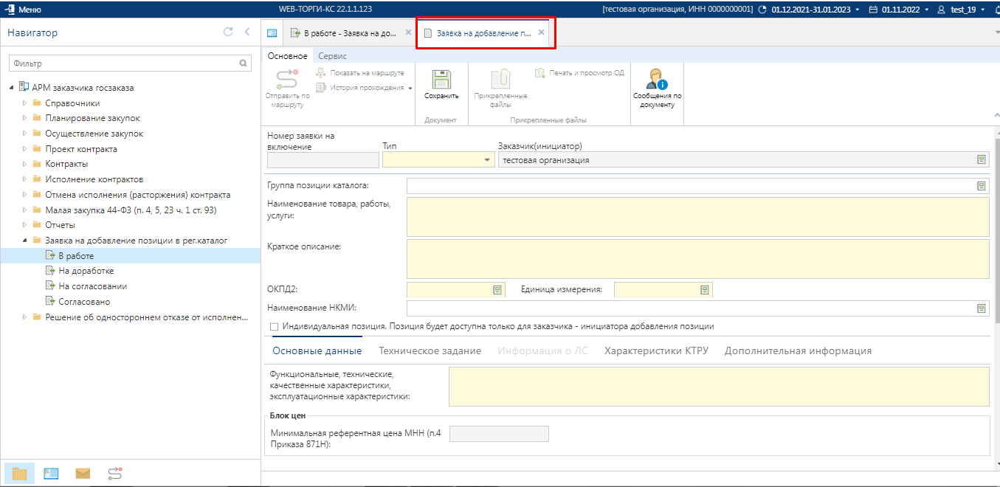 Меню
WEB-ТОРГИ-КС 22.1.1.123
[тестовая организация, ИНН 0000000001]
01.12.2021-31.01.2023
01.11.2022
test_19
Навигатор
В работе - Заявка на до...
Заявка на добавление п...
Фильтр
АРМ заказчика госзаказа
Справочники
Планирование закупок
Осуществление закупок
Проект контракта
Контракты
Исполнение контрактов
Отмена исполнения (расторжения) контракта
Малая закупка 44-ФЗ (п. 4, 5, 23 ч. 1 ст. 93)
Отчеты
Заявка на добавление позиции в рег.каталог
В работе
На доработке
На согласовании
Согласовано
Решение об одностороннем отказе от исполнен...
Основное
Сервис
Отправить по
маршруту
Показать на маршруте
История прохождения
Сохранить
Документ
Прикрепленные
файлы
Печать и просмотр ОД
Прикрепленные файлы
Сообщения по
документу
Номер заявки на
включение
Тип
Заказчик(инициатор)
тестовая организация
Группа позиции каталога:
Наименование товара, работы,
услуги:
Краткое описание:
ОКПД2:
Единица измерения:
Наименование НКМИ:
Индивидуальная позиция. Позиция будет доступна только для заказчика - инициатора добавления позиции
Основные данные
Техническое задание
Информация о ЛС
Характеристики КТРУ
Дополнительная информация
Функциональные, технические,
качественные характеристики,
эксплуатационные характеристики:
Блок цен
Минимальная референтная цена МНН (п.4
Приказа 871Н):